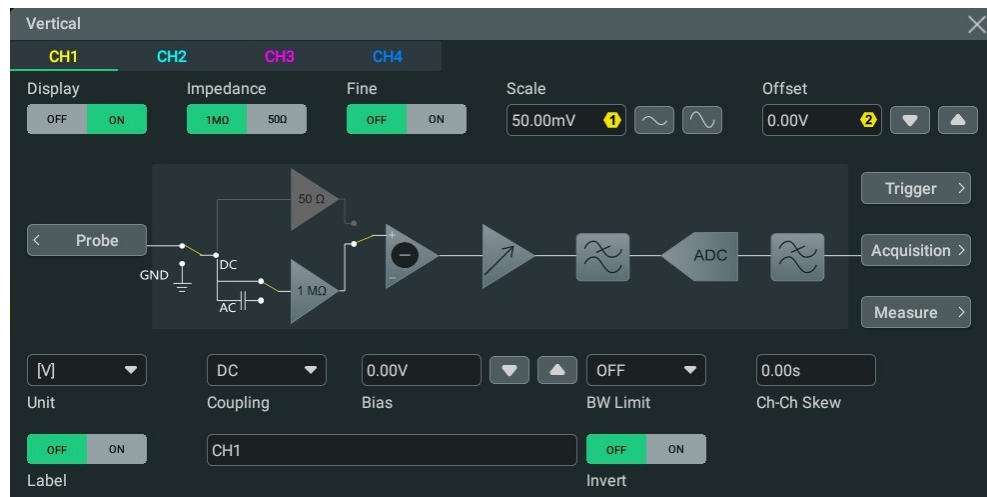 Vertical
CH1 CH2 CH3 CH4
Display Impedance Fine Scale Offset
OFF ON 1MΩ 50Ω OFF ON 50.00mV 1 0.00V 2
Trigger >
50 Ω
< Probe
+
−
ADC
Acquisition >
GND
DC
AC
1 MΩ
−
Measure >
[V] DC 0.00V OFF 0.00s
Unit Coupling Bias BW Limit Ch-Ch Skew
OFF ON CH1 OFF ON
Label Invert